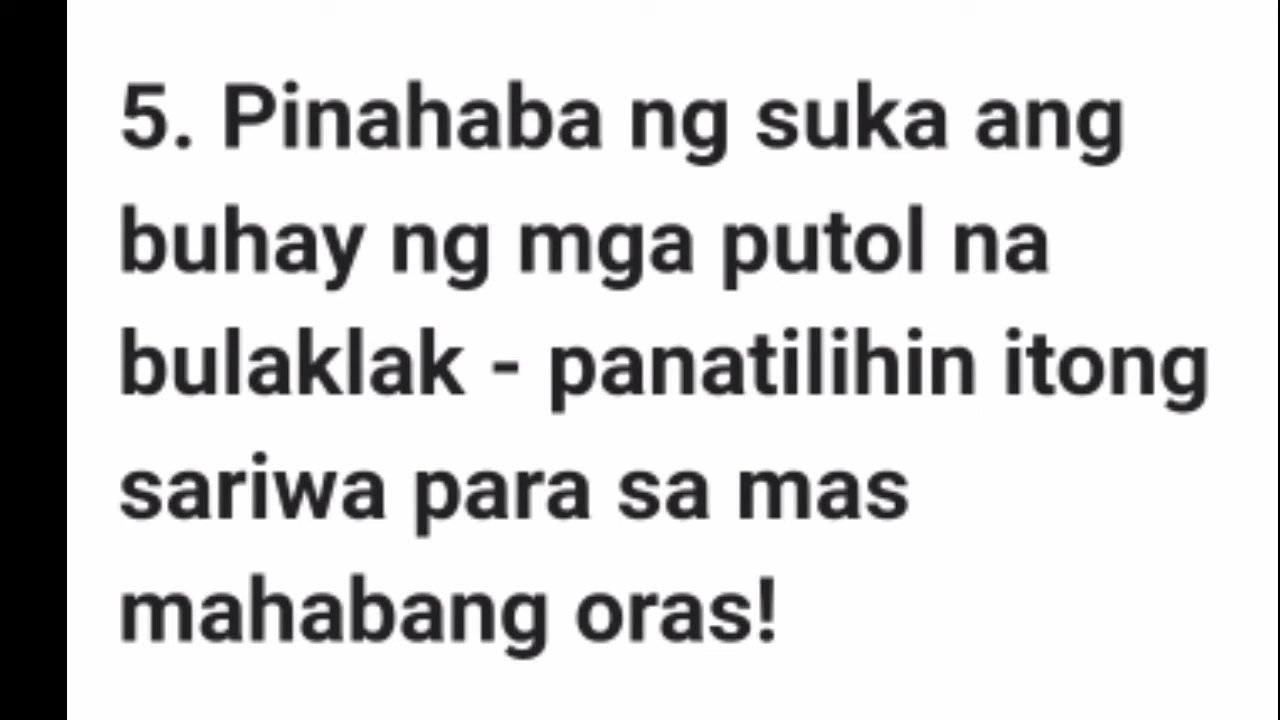 5. Pinahaba ng suka ang
buhay ng mga putol na
bulaklak - panatilihin itong
sariwa para sa mas
mahabang oras!